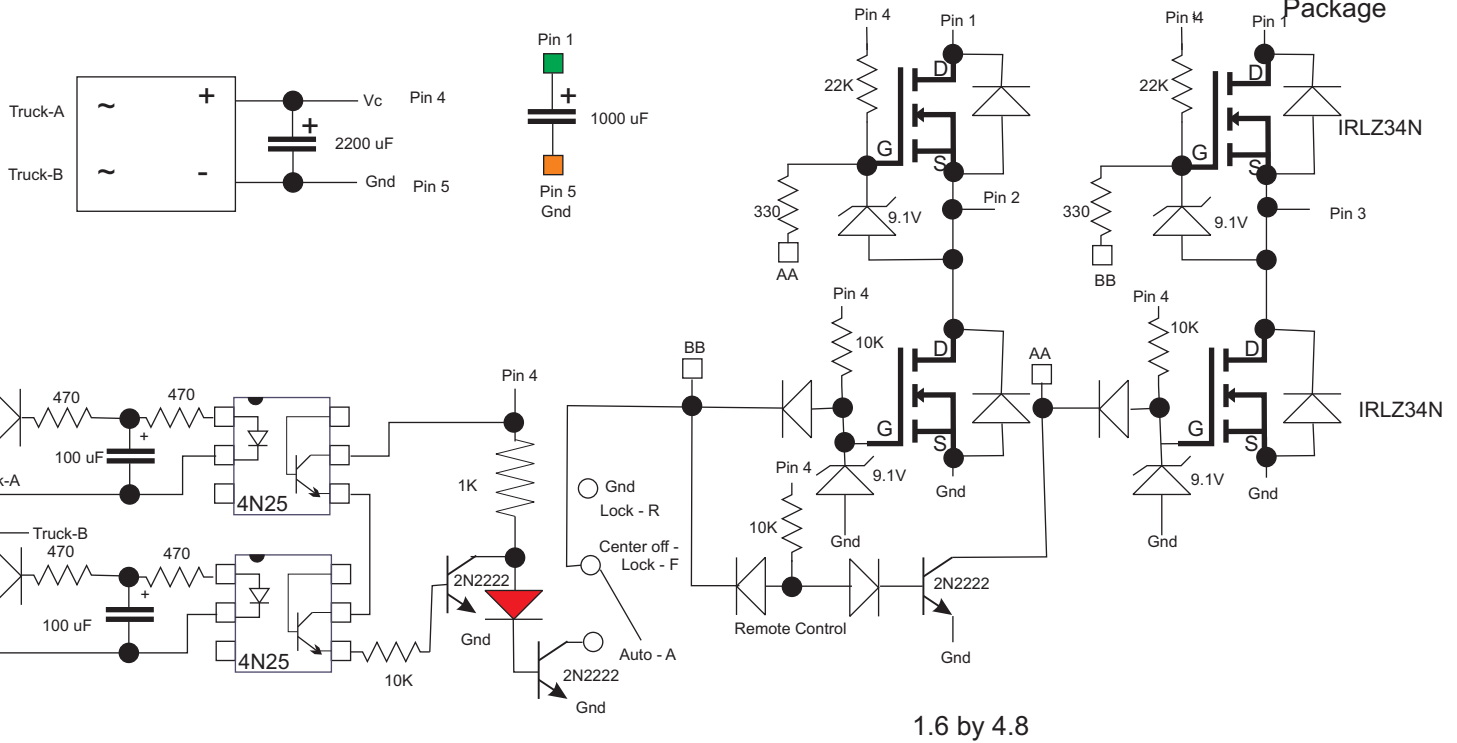 Package
Pin 4
Pin 1
Pin 4
Pin 1
Pin 1
22K
D
22K
D
Truck-A
~
+
Vc
Pin 4
+
+
2200 uF
1000 uF
IRLZ34N
G
G
S
S
Truck-B
~
-
Gnd
Pin 5
Pin 5
Gnd
330
9.1V
Pin 2
330
9.1V
Pin 3
AA
BB
Pin 4
Pin 4
10K
10K
BB
D
AA
D
Pin 4
470
470
G
G
IRLZ34N
+
100 uF
S
S
k-A
4N25
1K
Gnd
Lock - R
Pin 4
9.1V
Gnd
9.1V
Gnd
10K
Gnd
Gnd
Truck-B
470
470
Center off -
Lock - F
+
100 uF
2N2222
2N2222
Gnd
Remote Control
4N25
10K
Auto - A
2N2222
Gnd
Gnd
1.6 by 4.8